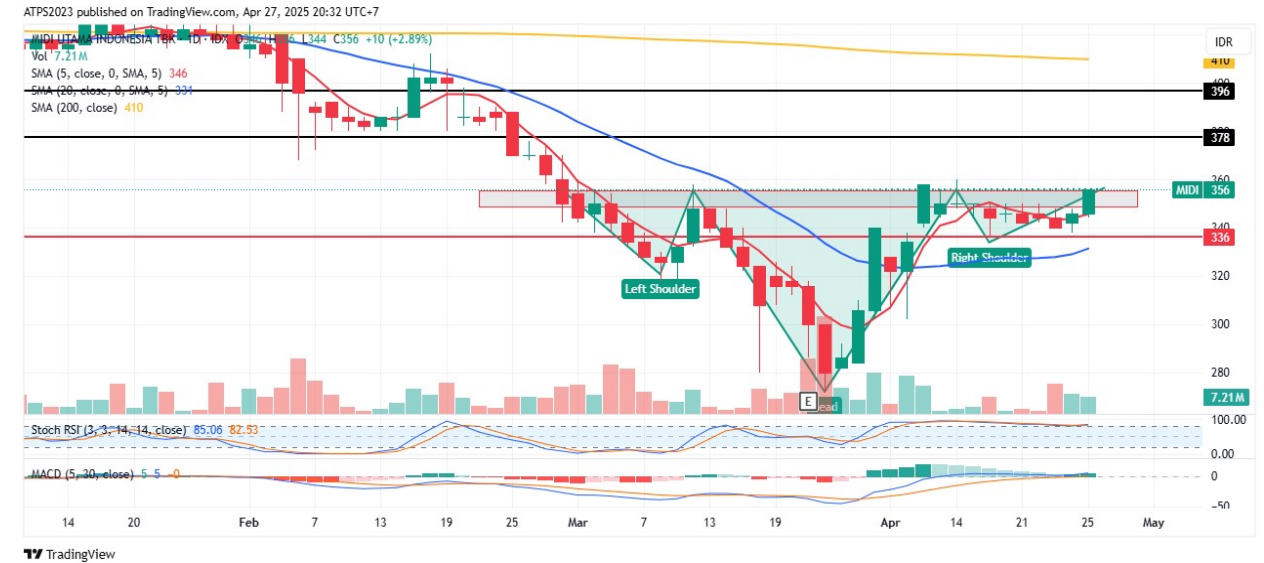 ATPS2023 published on TradingView.com, Apr 27, 2025 20:32 UTC+7
MIDI UTAMA INDONESIA TBK · 1D · IDX L344 C356 +10 (+2.89%)
IDR
Vol 7.21M
SMA (5, close, 0, SMA, 5) 346
SMA (20, close, 0, SMA, 5) 331
SMA (200, close) 410
410
400
396
380
378
360
MIDI 356
340
336
Right Shoulder
320
Left Shoulder
300
280
E
ead
7.21M
Stoch RSI (3, 3, 14, 14, close) 85.06 82.53
100.00
0.00
MACD (5, 30, close) 5 5 −0
0
−50
14 20 Feb 7 13 19 25 Mar 7 13 19 Apr 14 21 25 May
TradingView